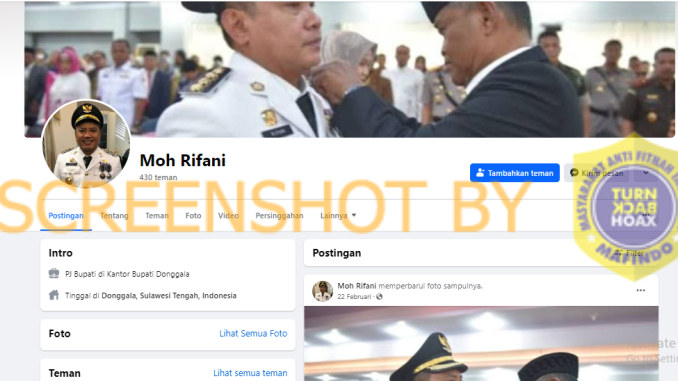 Moh Rifani
430 teman
Tambahkan teman
Kirim pesan
SCREENSHOT BY
MASYARAKAT ANTI FITNAH
TURN
BACK
HOAX
MAFINDO
Postingan Tentang Teman Foto Video Persinggahan Lainnya
Intro
PJ Bupati di Kantor Bupati Donggala
Tinggal di Donggala, Sulawesi Tengah, Indonesia
Postingan
Filter
Moh Rifani memperbarui foto sampulnya.
22 Februari
Foto
Lihat Semua Foto
Teman
Lihat semua teman